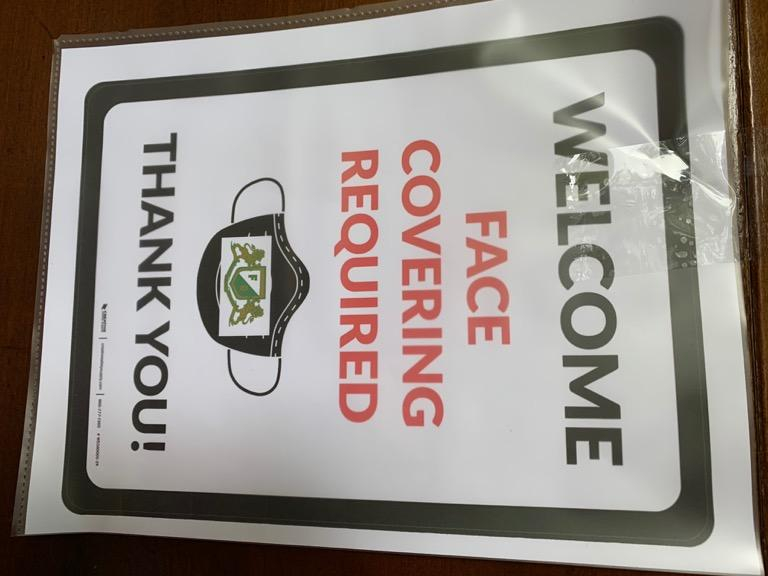 WELCOME
FACE
COVERING
REQUIRED
THANK YOU!